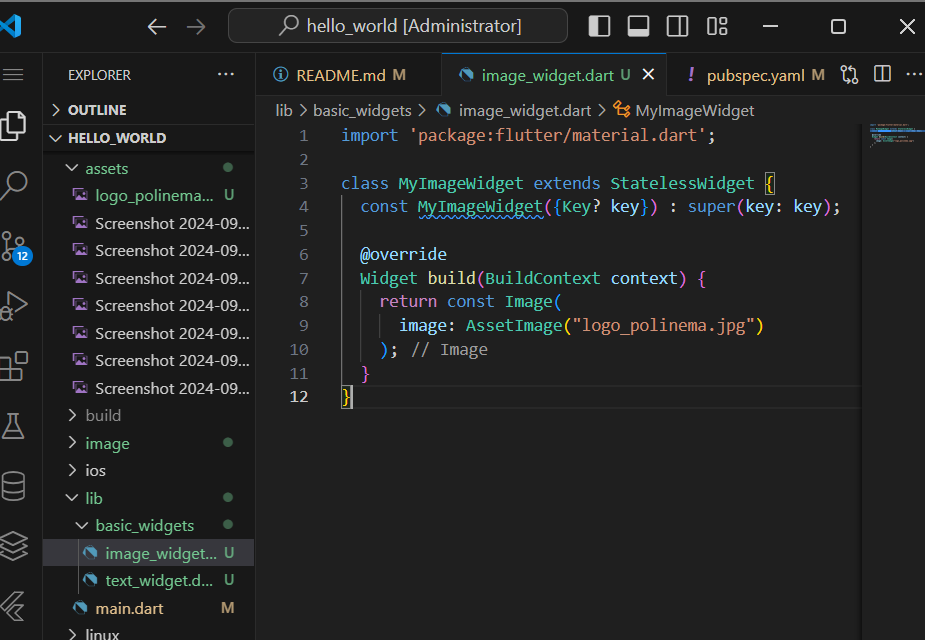 hello_world [Administrator]
EXPLORER
OUTLINE
HELLO_WORLD
assets
logo_polinema... U
Screenshot 2024-09...
Screenshot 2024-09...
Screenshot 2024-09...
Screenshot 2024-09...
Screenshot 2024-09...
Screenshot 2024-09...
Screenshot 2024-09...
build
image
ios
lib
basic_widgets
image_widget... U
text_widget.d... U
main.dart M
linux
12
README.md M
image_widget.dart U
! pubspec.yaml M
lib > basic_widgets > image_widget.dart > MyImageWidget
1 import 'package:flutter/material.dart';
2
3 class MyImageWidget extends StatelessWidget {
4 const MyImageWidget({Key? key}) : super(key: key);
5
6 @override
7 Widget build(BuildContext context) {
8 return const Image(
9 image: AssetImage("logo_polinema.jpg")
10 ); // Image
11 }
12 }